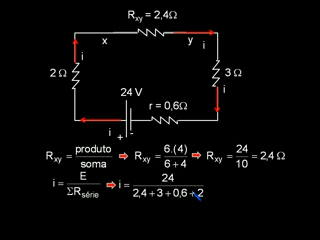 Rxy = 2,4Ω
x y i
i
2 Ω 3 Ω
i
24 V r = 0,6Ω
i + -
Rxy = produto / soma ⇒ Rxy = 6.(4) / 6 + 4 ⇒ Rxy = 24 / 10 = 2,4 Ω
i = E / ΣRsérie ⇒ i = 24 / 2,4 + 3 + 0,6 + 2